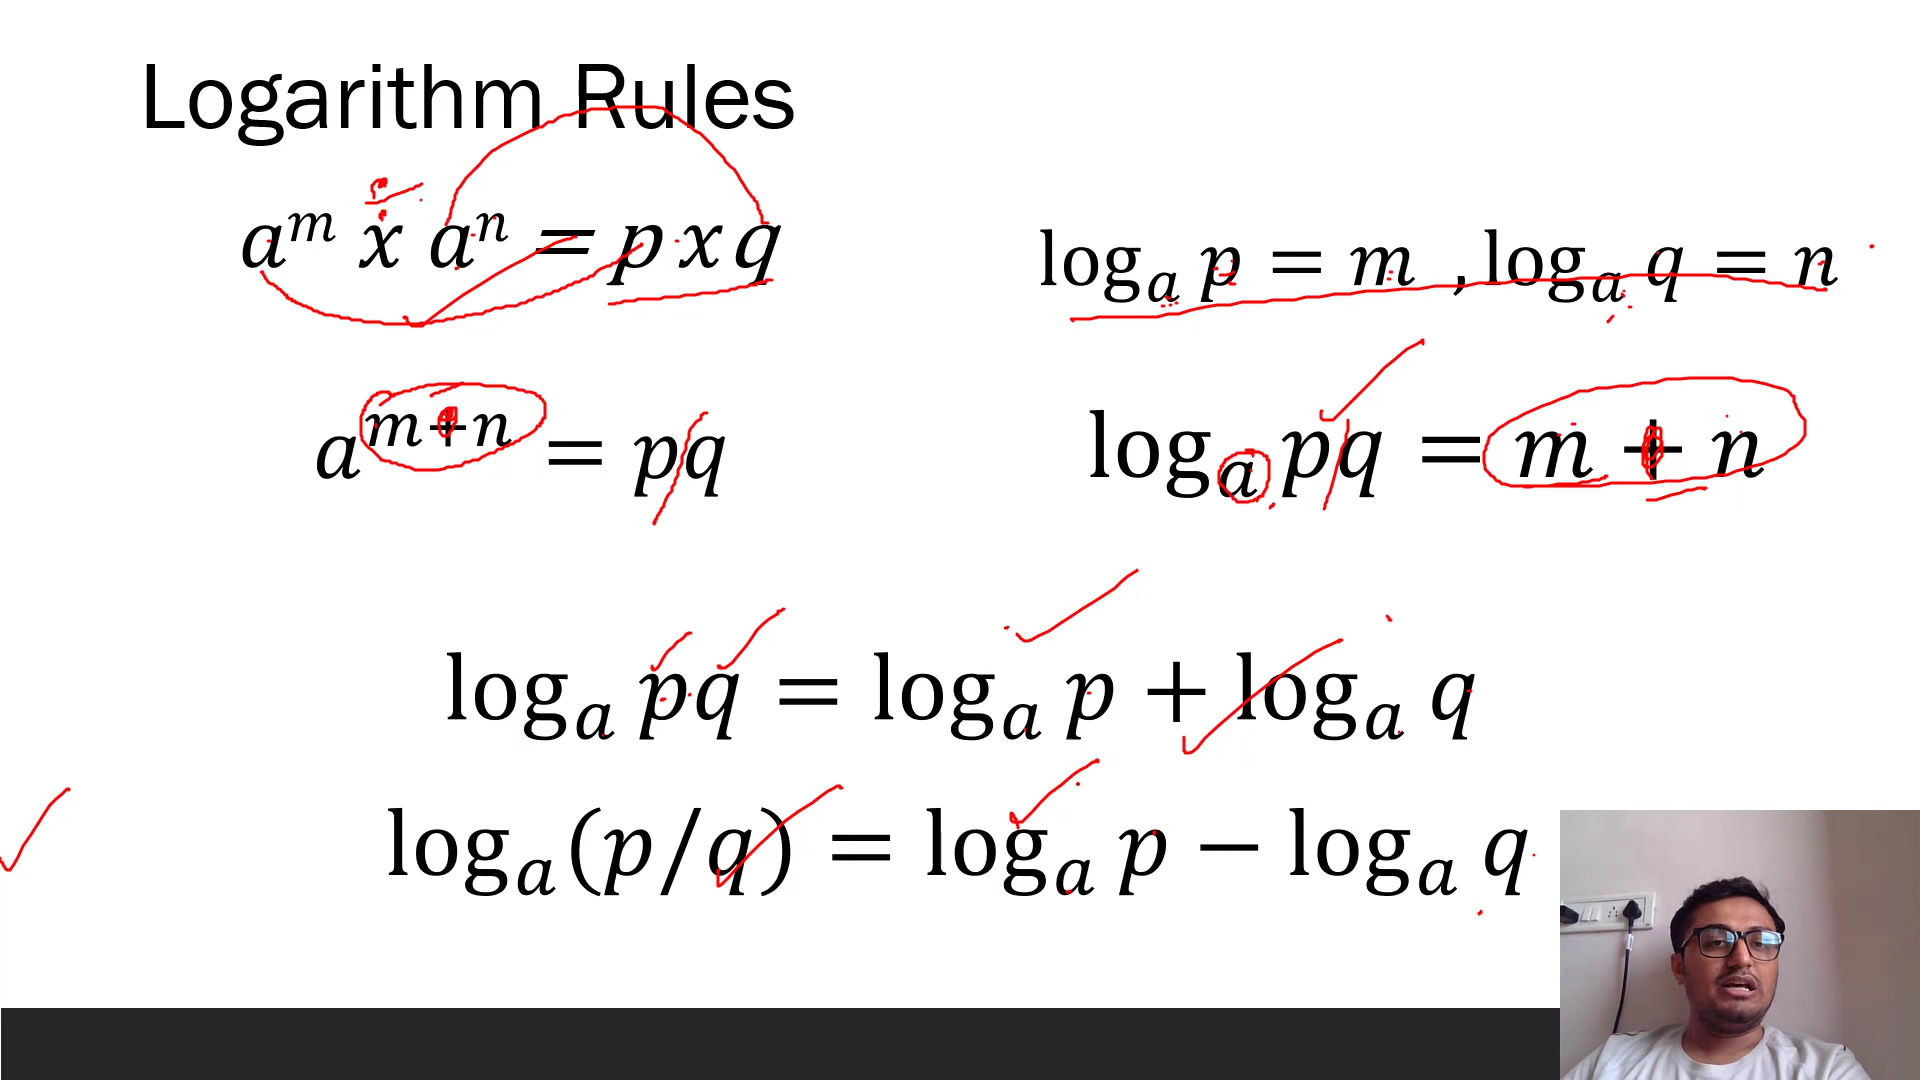 Logarithm Rules
a^m x a^n = p x q
log_a p = m , log_a q = n
a^{m+n} = pq
log_a pq = m + n
log_a pq = log_a p + log_a q
log_a (p/q) = log_a p − log_a q